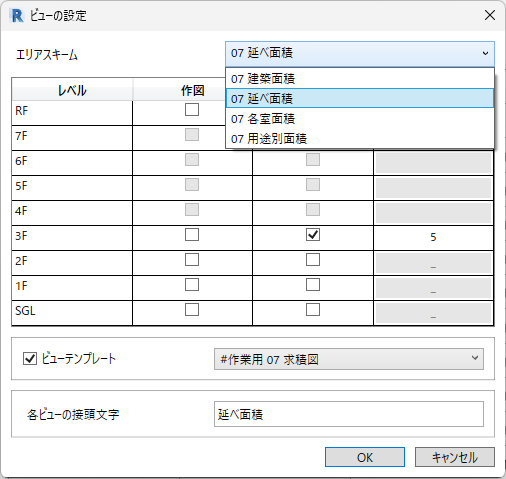 R ビューの設定
エリアスキーム 07 延べ面積
07 建築面積
07 延べ面積
07 各室面積
07 用途別面積
レベル 作図
RF
7F
6F
5F
4F
3F 5
2F _
1F _
SGL _
ビューテンプレート #作業用 07 求積図
各ビューの接頭文字 延べ面積
OK キャンセル